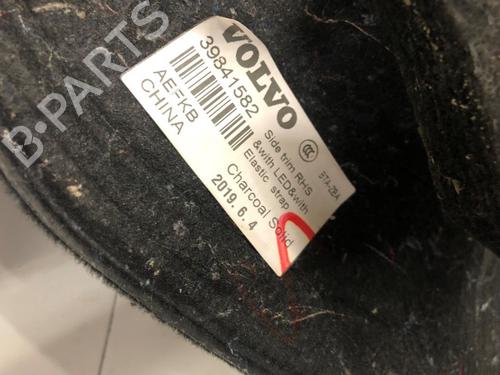 B-PARTS
VOLVO
39841582
AEFKB
CHINA
Side trim RHS
&with LED&with
Elastic strap
Charcoal Solid
2019.6.4